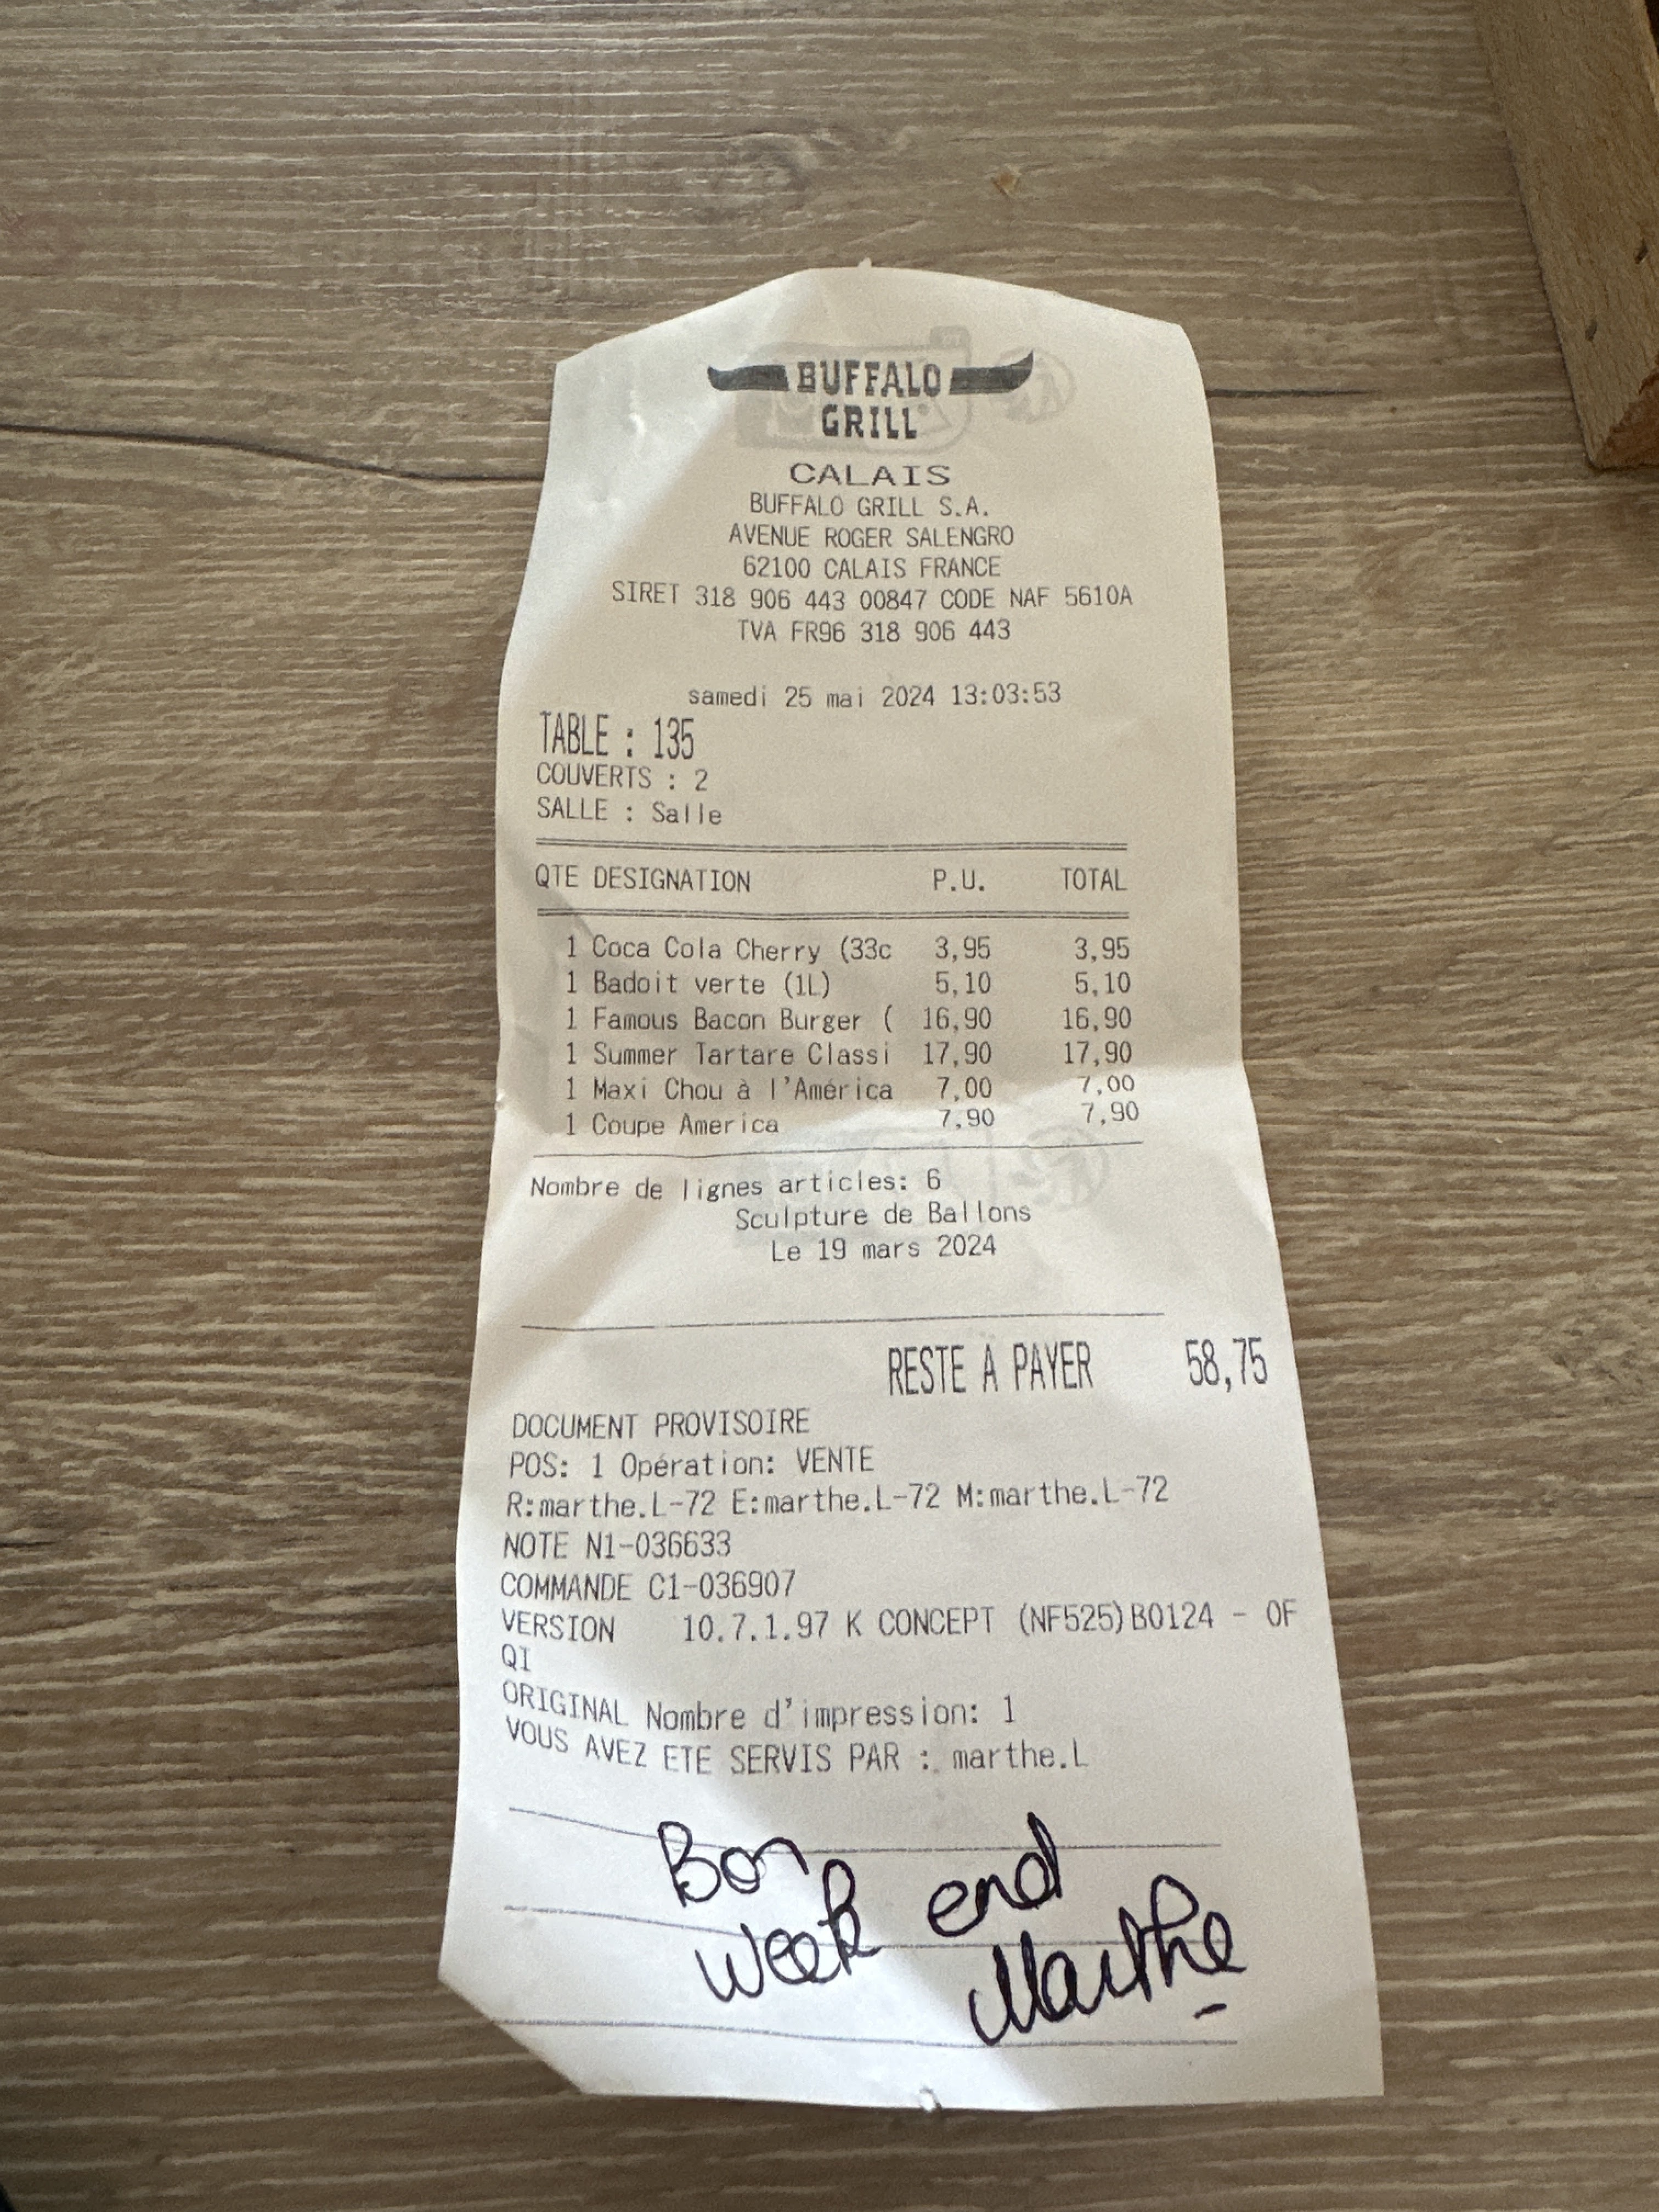 BUFFALO
GRILL
CALAIS
BUFFALO GRILL S.A.
AVENUE ROGER SALENGRO
62100 CALAIS FRANCE
SIRET 318 906 443 00847 CODE NAF 5610A
TVA FR96 318 906 443
samedi 25 mai 2024 13:03:53
TABLE : 135
COUVERTS : 2
SALLE : Salle
QTE DESIGNATION P.U. TOTAL
1 Coca Cola Cherry (33c 3,95 3,95
1 Badoit verte (1L) 5,10 5,10
1 Famous Bacon Burger ( 16,90 16,90
1 Summer Tartare Classi 17,90 17,90
1 Maxi Chou à l'América 7,00 7,00
1 Coupe America 7,90 7,90
Nombre de lignes articles: 6
Sculpture de Ballons
Le 19 mars 2024
RESTE À PAYER 58,75
DOCUMENT PROVISOIRE
POS: 1 Opération: VENTE
R:marthe.L-72 E:marthe.L-72 M:marthe.L-72
NOTE N1-036633
COMMANDE C1-036907
VERSION 10.7.1.97 K CONCEPT (NF525)B0124 - OF
QI
ORIGINAL Nombre d'impression: 1
VOUS AVEZ ETE SERVIS PAR : marthe.L
Bon
week end
Marthe